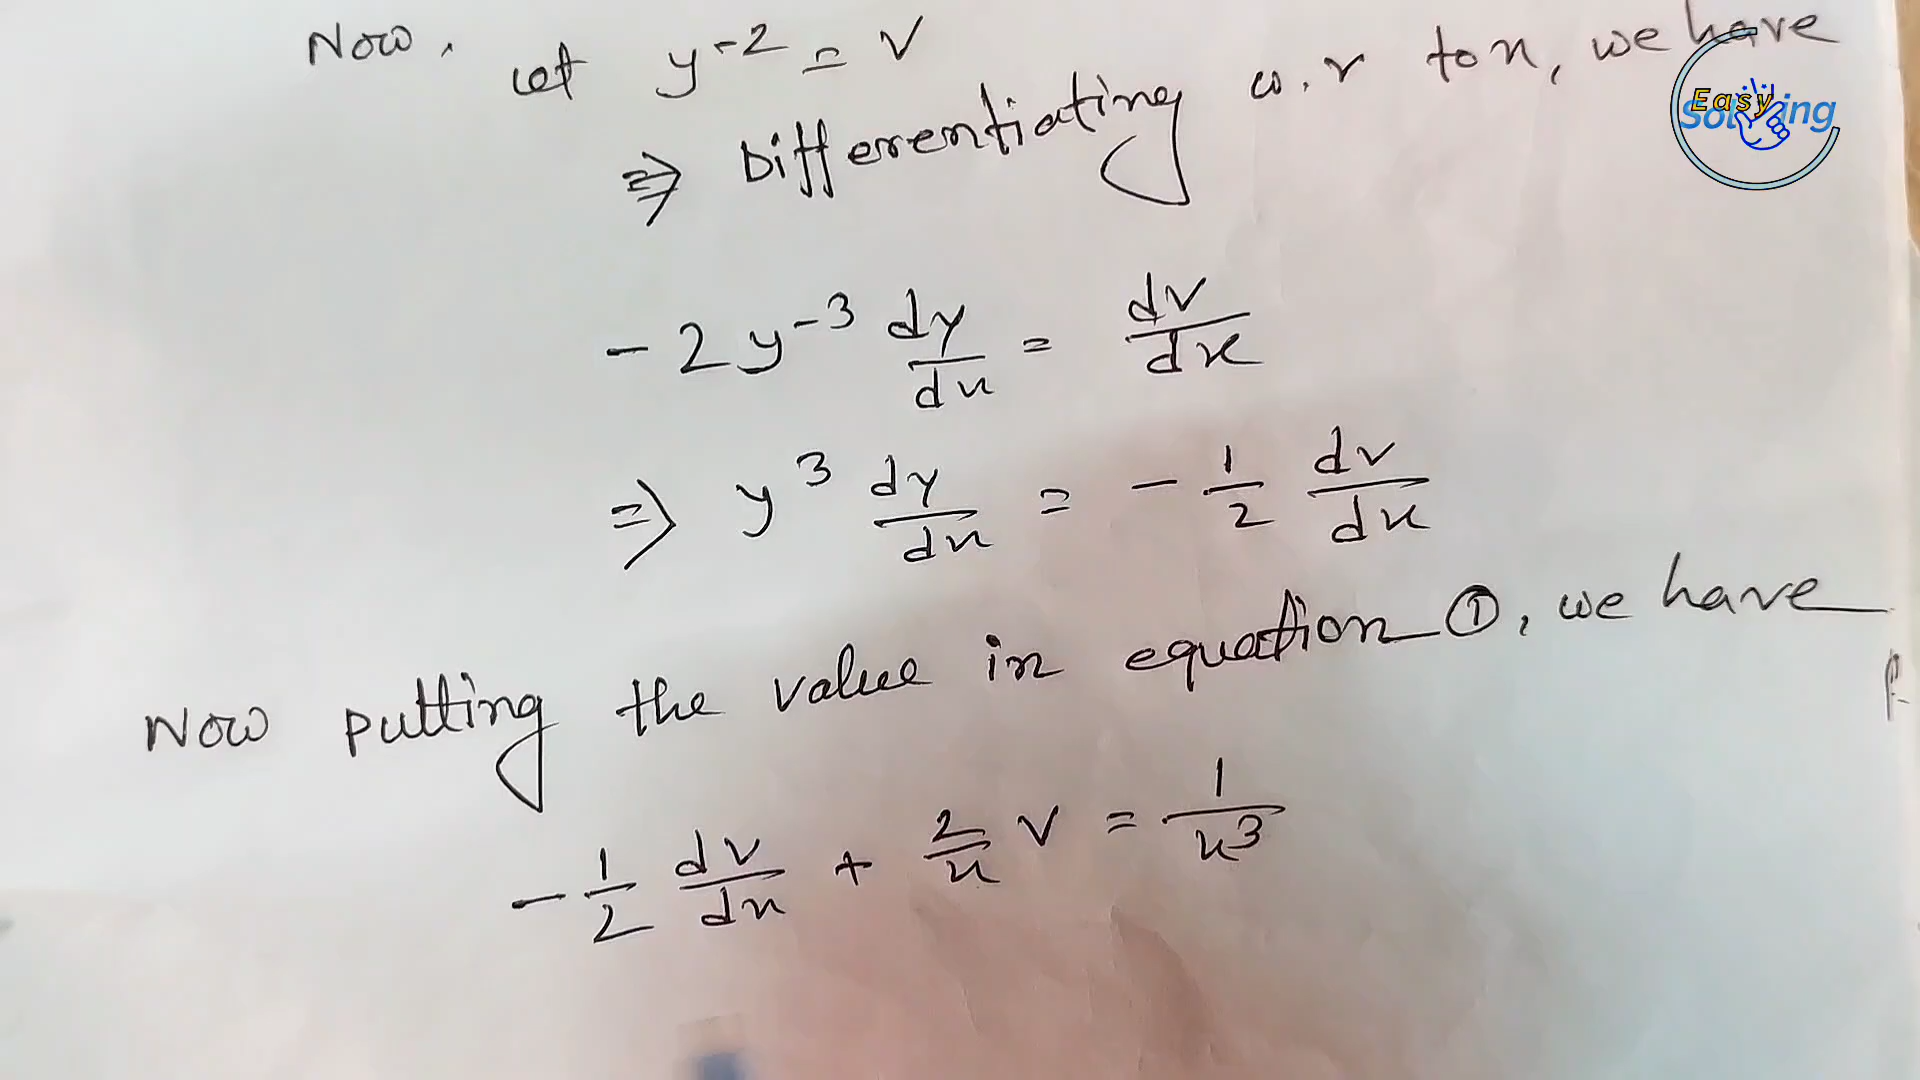 Now, Let y^-2 = v
⇒ Differentiating w.r to x, we have
Easy
Solving
-2y^-3 dy/dx = dv/dx
⇒ y^3 dy/dx = - 1/2 dv/dx
Now putting the value in equation ①, we have
- 1/2 dv/dx + 2/x v = 1/x^3